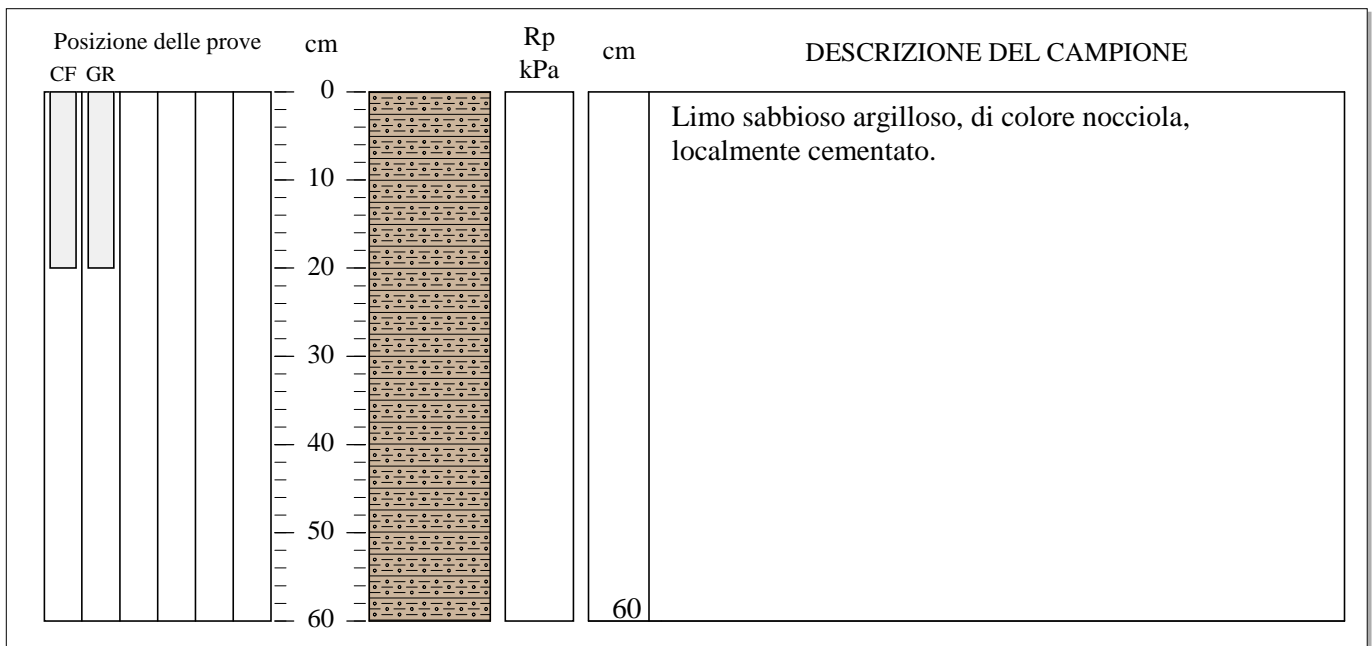 Posizione delle prove
CF GR
cm
Rp
kPa
cm
DESCRIZIONE DEL CAMPIONE
0
10
20
30
40
50
60
60
Limo sabbioso argilloso, di colore nocciola,
localmente cementato.